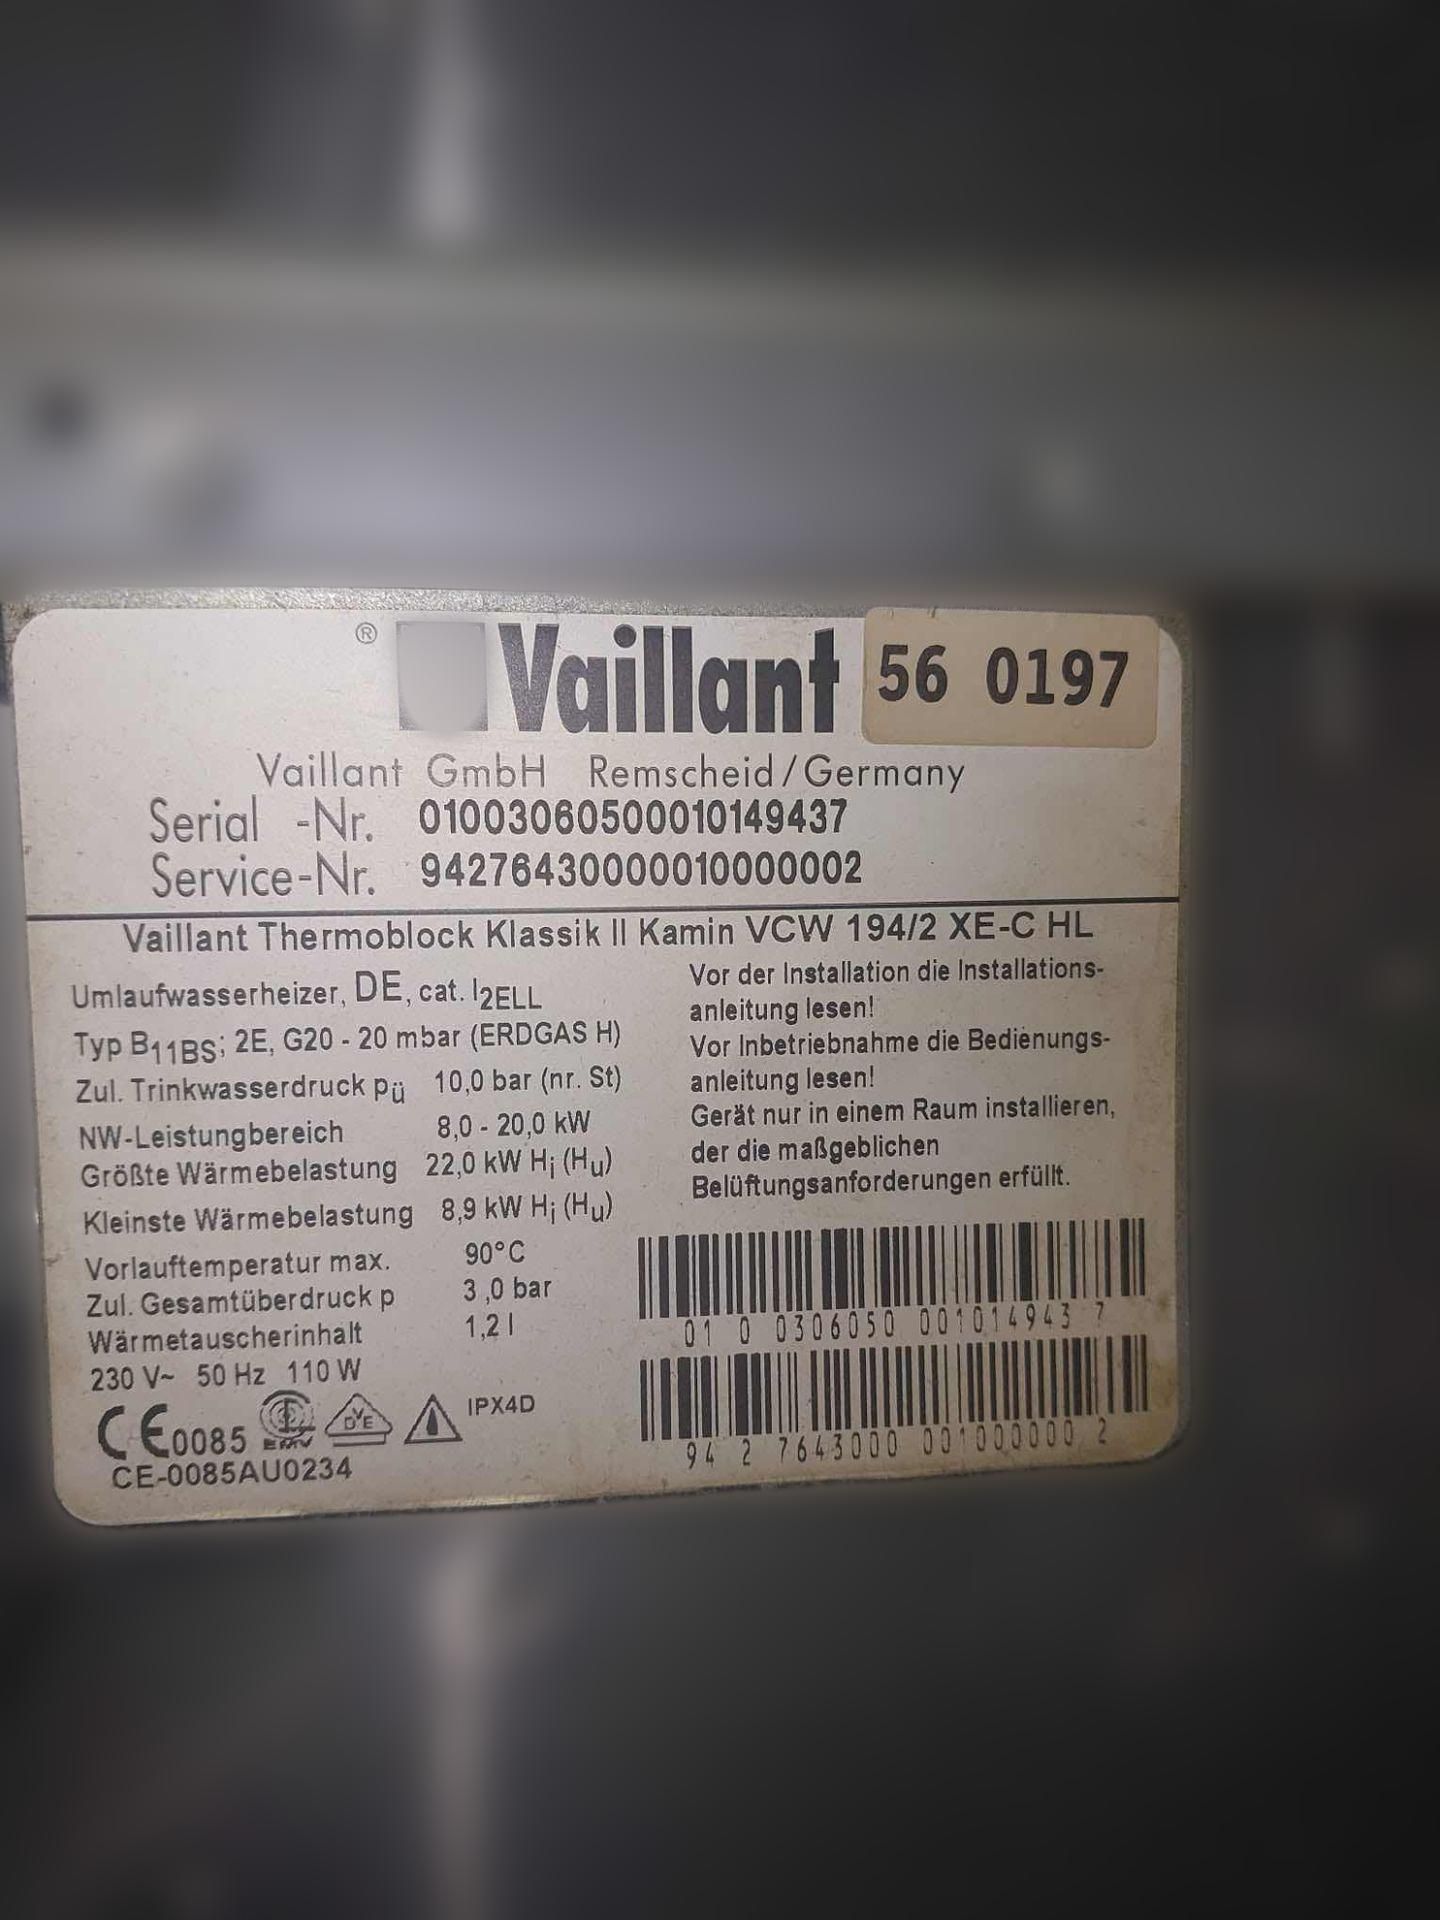 ® Vaillant 56 0197
Vaillant GmbH Remscheid/Germany
Serial -Nr. 01003060500010149437
Service-Nr. 94276430000010000002
Vaillant Thermoblock Klassik II Kamin VCW 194/2 XE-C HL
Umlaufwasserheizer, DE, cat. I2ELL
Typ B11BS; 2E, G20 - 20 mbar (ERDGAS H)
Zul. Trinkwasserdruck pü 10,0 bar (nr. St)
NW-Leistungbereich 8,0 - 20,0 kW
Größte Wärmebelastung 22,0 kW Hi (Hu)
Kleinste Wärmebelastung 8,9 kW Hi (Hu)
Vorlauftemperatur max. 90°C
Zul. Gesamtüberdruck p 3,0 bar
Wärmetauscherinhalt 1,2 l
230 V~ 50 Hz 110 W
CE0085 EMV DVE IPX4D
CE-0085AU0234
Vor der Installation die Installations-
anleitung lesen!
Vor Inbetriebnahme die Bedienungs-
anleitung lesen!
Gerät nur in einem Raum installieren,
der die maßgeblichen
Belüftungsanforderungen erfüllt.
01 0 0306050 001014943 7
94 2 7643000 001000000 2